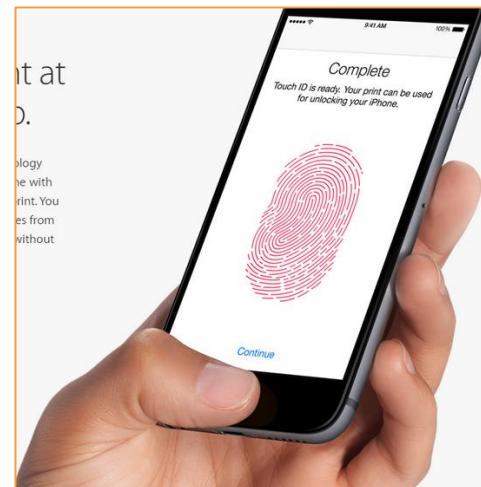 nt at
9:41 AM
100%
Complete
Touch ID is ready. Your print can be used
for unlocking your iPhone.
ology
ne with
rint. You
es from
without
Continue